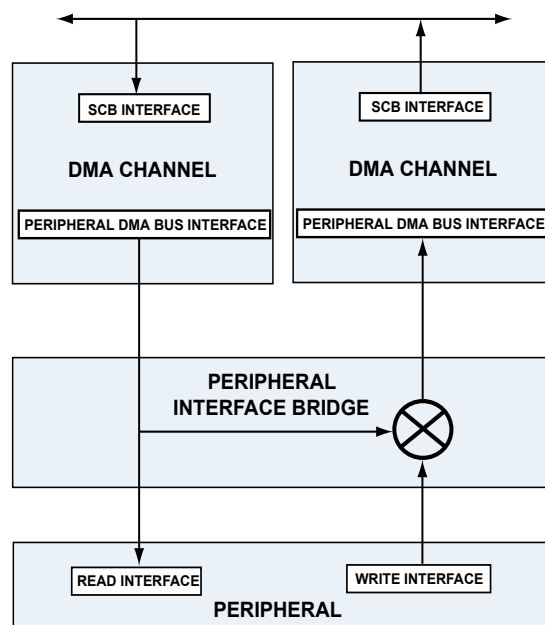 SCB INTERFACE
SCB INTERFACE
DMA CHANNEL
DMA CHANNEL
PERIPHERAL DMA BUS INTERFACE
PERIPHERAL DMA BUS INTERFACE
PERIPHERAL
INTERFACE BRIDGE
READ INTERFACE
WRITE INTERFACE
PERIPHERAL